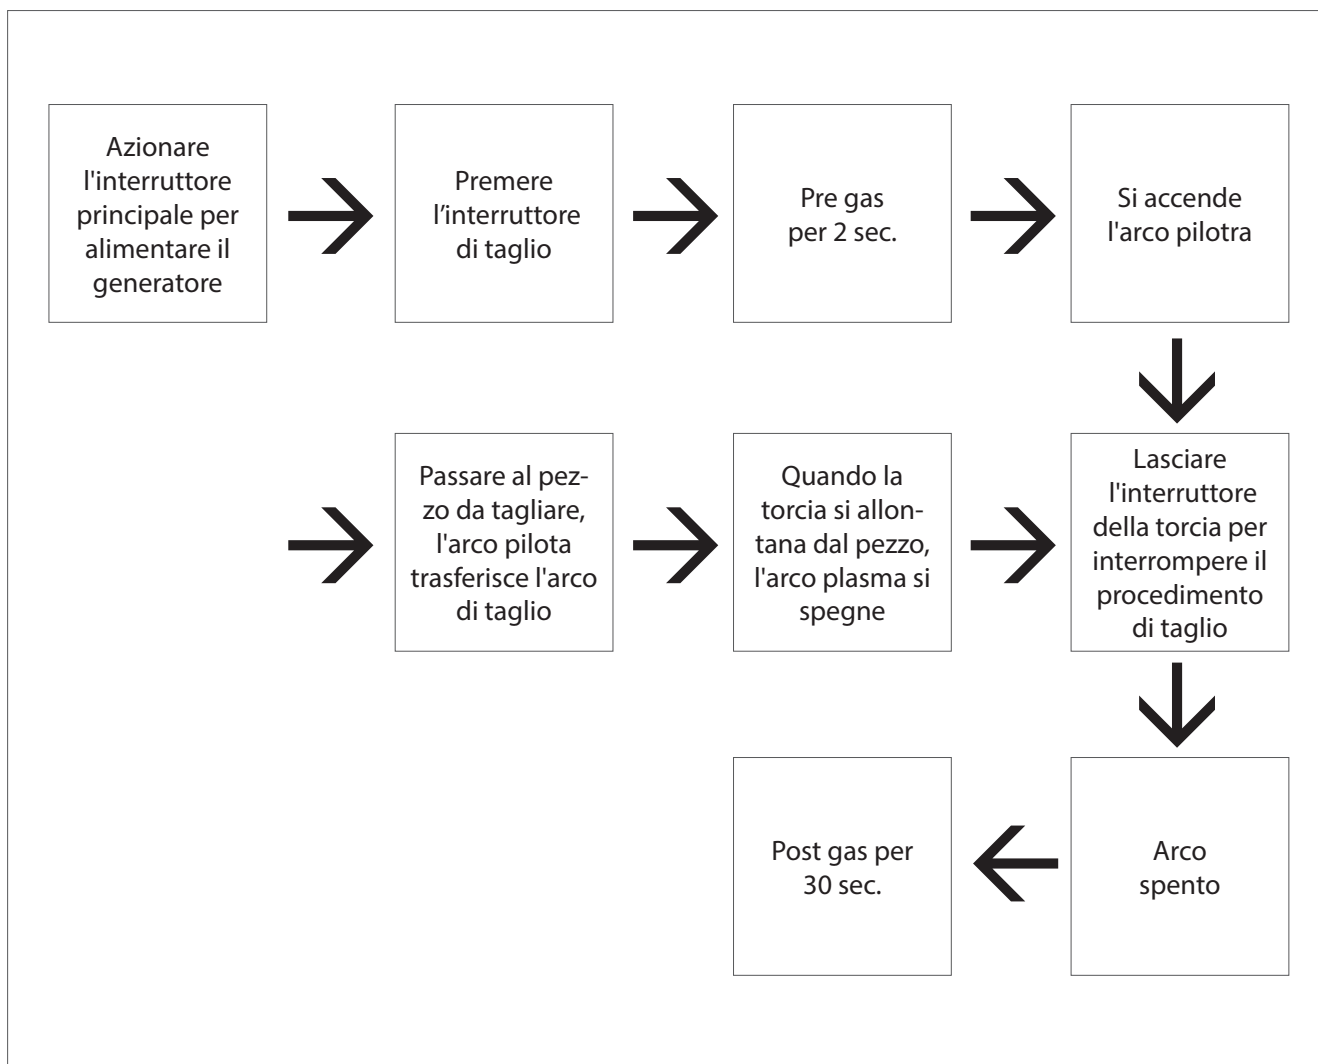 Azionare
l'interruttore
principale per
alimentare il
generatore
Premere
l’interruttore
di taglio
Pre gas
per 2 sec.
Si accende
l'arco pilotra
Passare al pez-
zo da tagliare,
l'arco pilota
trasferisce l'arco
di taglio
Quando la
torcia si allon-
tana dal pezzo,
l'arco plasma si
spegne
Lasciare
l'interruttore
della torcia per
interrompere il
procedimento
di taglio
Post gas per
30 sec.
Arco
spento